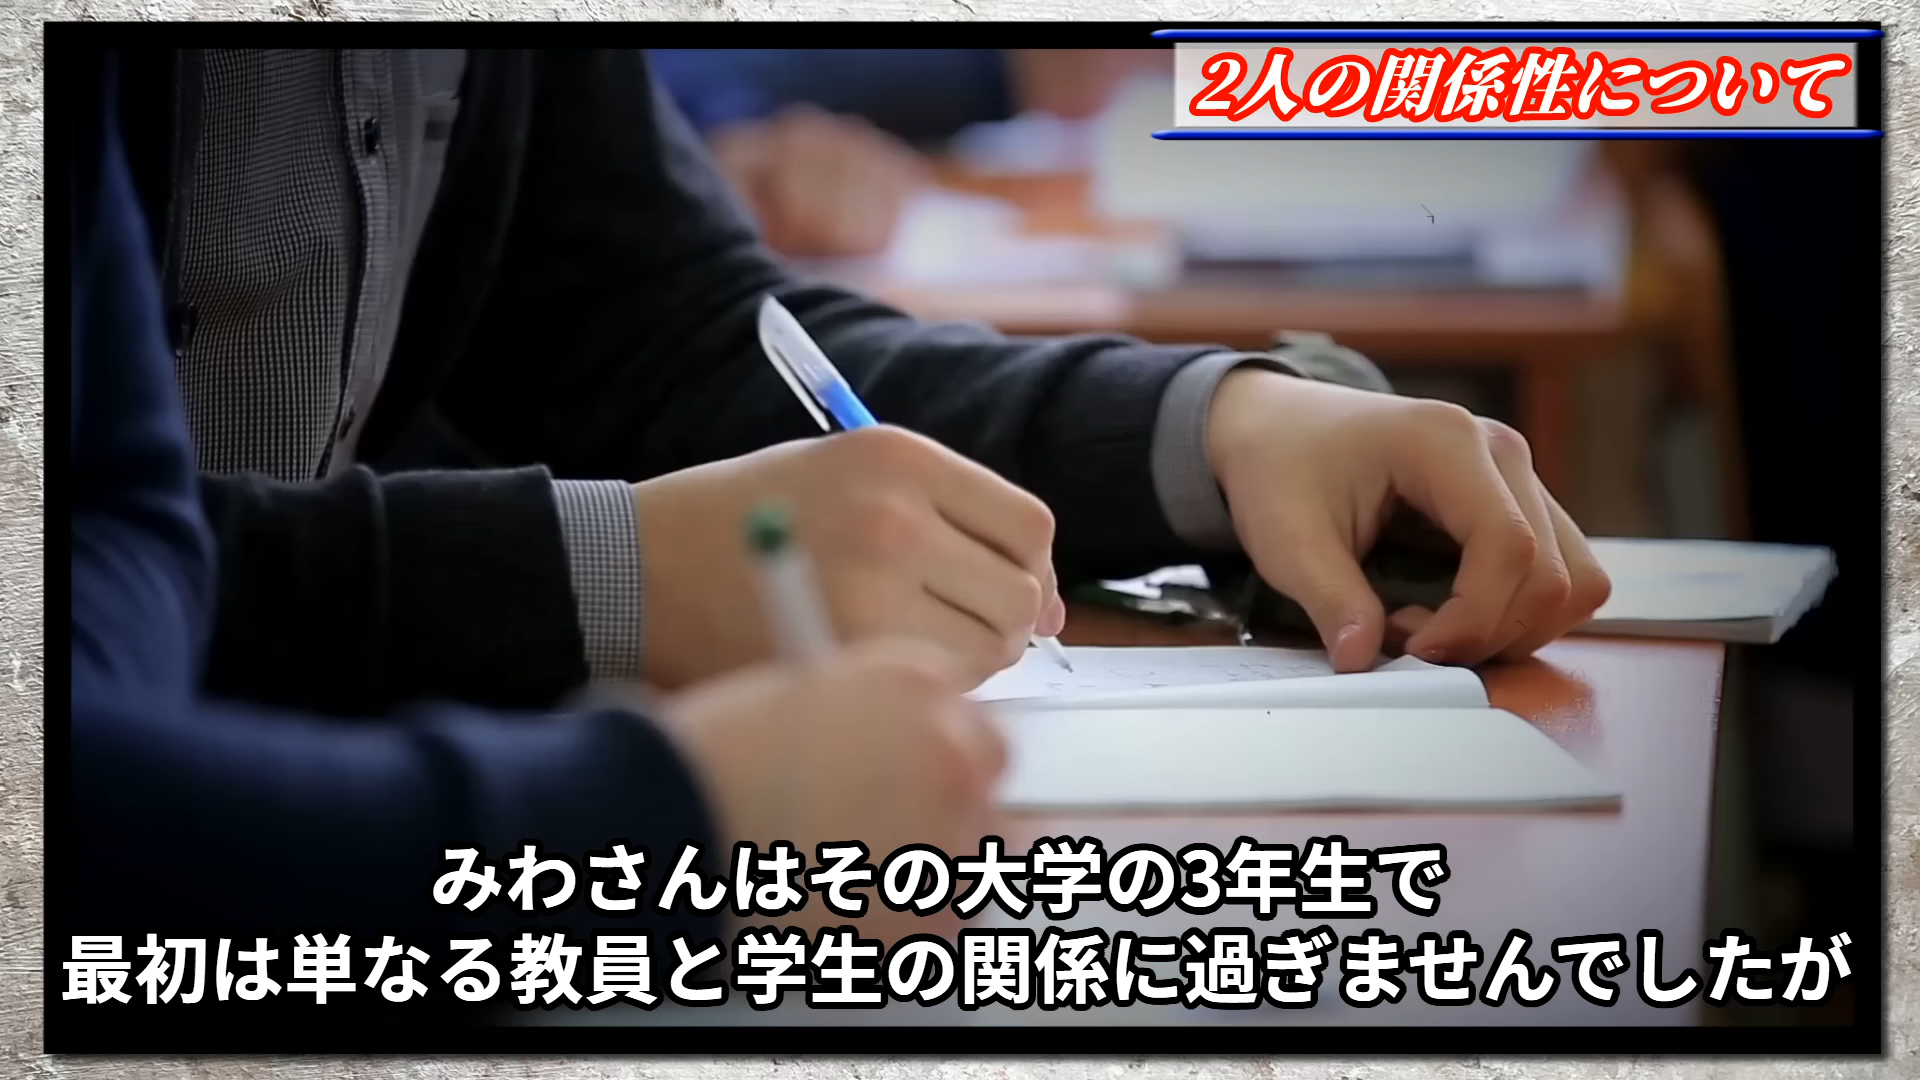 2人の関係性について
みわさんはその大学の3年生で
最初は単なる教員と学生の関係に過ぎませんでしたが